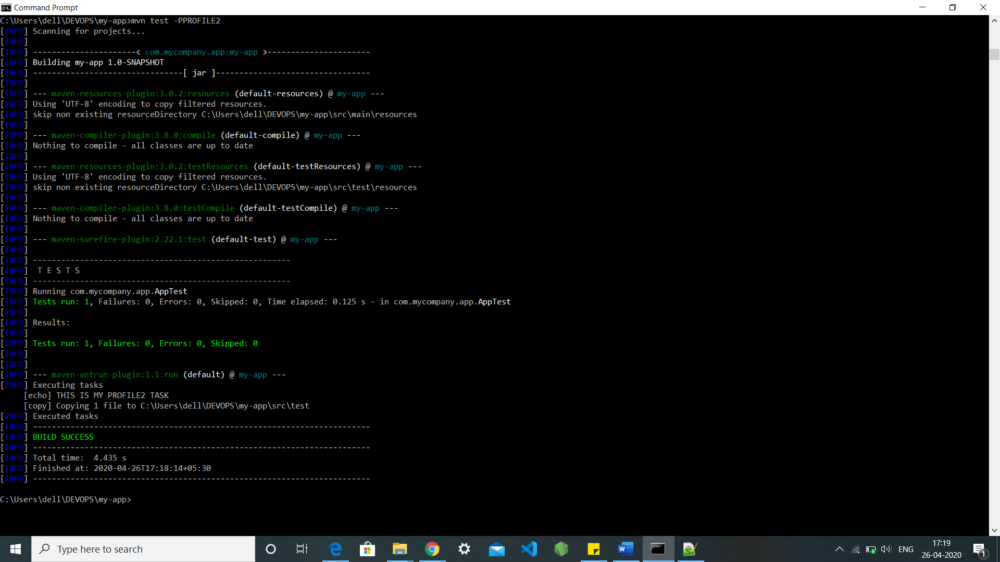 Command Prompt
C:\Users\dell\DEVOPS\my-app>mvn test -PPROFILE2
[INFO] Scanning for projects...
[INFO]
[INFO] ----------------------< com.mycompany.app:my-app >----------------------
[INFO] Building my-app 1.0-SNAPSHOT
[INFO] --------------------------------[ jar ]---------------------------------
[INFO]
[INFO] --- maven-resources-plugin:3.0.2:resources (default-resources) @ my-app ---
[INFO] Using 'UTF-8' encoding to copy filtered resources.
[INFO] skip non existing resourceDirectory C:\Users\dell\DEVOPS\my-app\src\main\resources
[INFO]
[INFO] --- maven-compiler-plugin:3.8.0:compile (default-compile) @ my-app ---
[INFO] Nothing to compile - all classes are up to date
[INFO]
[INFO] --- maven-resources-plugin:3.0.2:testResources (default-testResources) @ my-app ---
[INFO] Using 'UTF-8' encoding to copy filtered resources.
[INFO] skip non existing resourceDirectory C:\Users\dell\DEVOPS\my-app\src\test\resources
[INFO]
[INFO] --- maven-compiler-plugin:3.8.0:testCompile (default-testCompile) @ my-app ---
[INFO] Nothing to compile - all classes are up to date
[INFO]
[INFO] --- maven-surefire-plugin:2.22.1:test (default-test) @ my-app ---
[INFO]
[INFO] -------------------------------------------------------
[INFO]  T E S T S
[INFO] -------------------------------------------------------
[INFO] Running com.mycompany.app.AppTest
[INFO] Tests run: 1, Failures: 0, Errors: 0, Skipped: 0, Time elapsed: 0.125 s - in com.mycompany.app.AppTest
[INFO]
[INFO] Results:
[INFO]
[INFO] Tests run: 1, Failures: 0, Errors: 0, Skipped: 0
[INFO]
[INFO]
[INFO] --- maven-antrun-plugin:1.1:run (default) @ my-app ---
[INFO] Executing tasks
     [echo] THIS IS MY PROFILE2 TASK
     [copy] Copying 1 file to C:\Users\dell\DEVOPS\my-app\src\test
[INFO] Executed tasks
[INFO] ------------------------------------------------------------------------
[INFO] BUILD SUCCESS
[INFO] ------------------------------------------------------------------------
[INFO] Total time:  4.435 s
[INFO] Finished at: 2020-04-26T17:18:14+05:30
[INFO] ------------------------------------------------------------------------
C:\Users\dell\DEVOPS\my-app>
Type here to search
ENG
17:19
26-04-2020
1